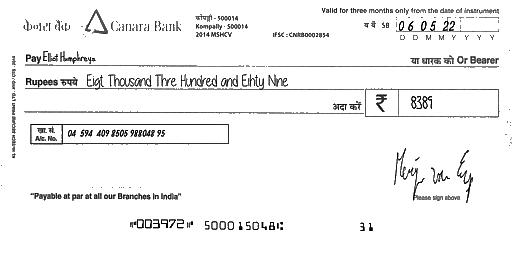 Valid for three months only from the date of instrument
केनरा बैंक Canara Bank
कोंपल्ली - 500014
Kompally - 500014
2014 MSHCV
IFSC : CNRB0002854
SB 06 05 22
D D M M Y Y Y Y
Pay Elliot Humphreys या धारक को Or Bearer
Rupees रुपये Eigt Thousand Thre Hundred and Eihty Nine
अदा करें ₹ 8389
खा. सं.
A/c. No. 04 594 409 8505 988048 95
Please sign above
"Payable at par at all our Branches in India"
⑈003972⑈ 500015048⑆ 31